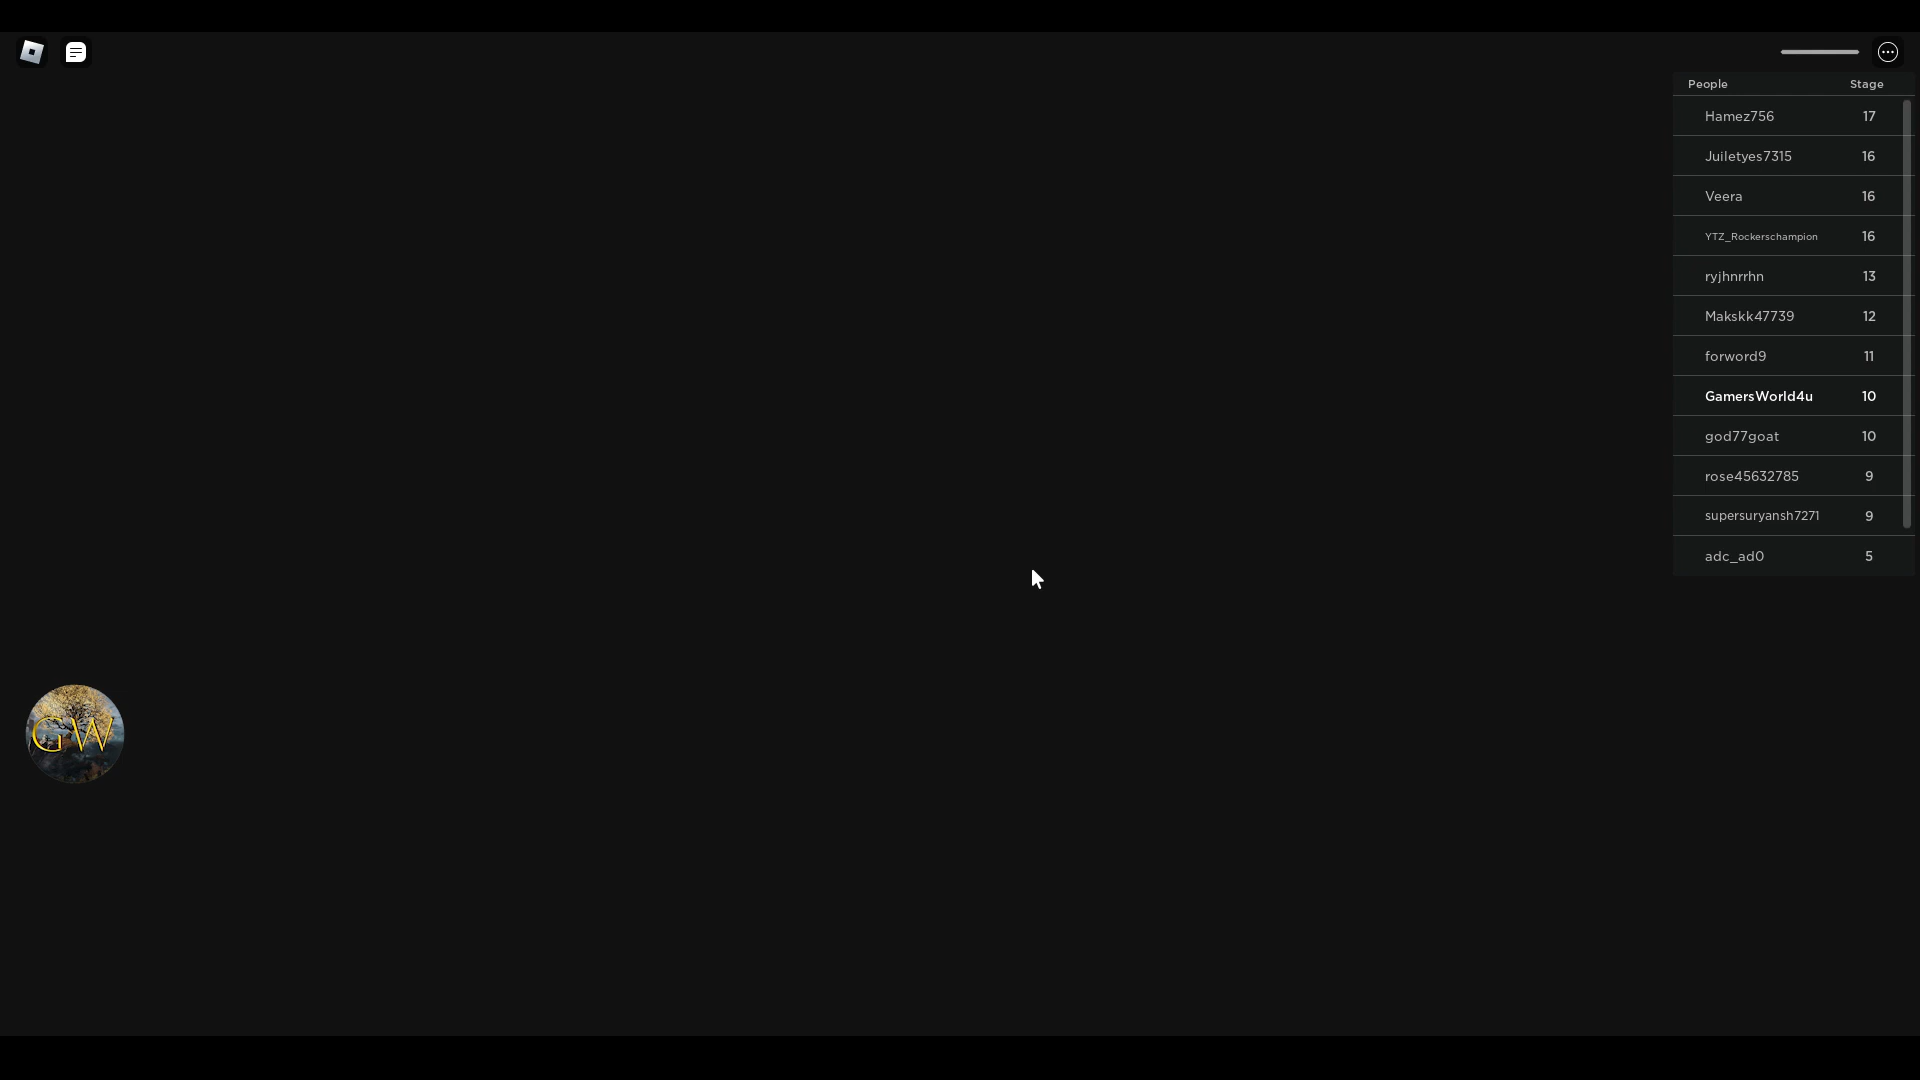 People Stage
Hamez756 17
Juiletyes7315 16
Veera 16
YTZ_Rockerschampion 16
ryjhnrrhn 13
Makskk47739 12
forword9 11
GamersWorld4u 10
god77goat 10
rose45632785 9
supersuryansh7271 9
adc_ad0 5
GW